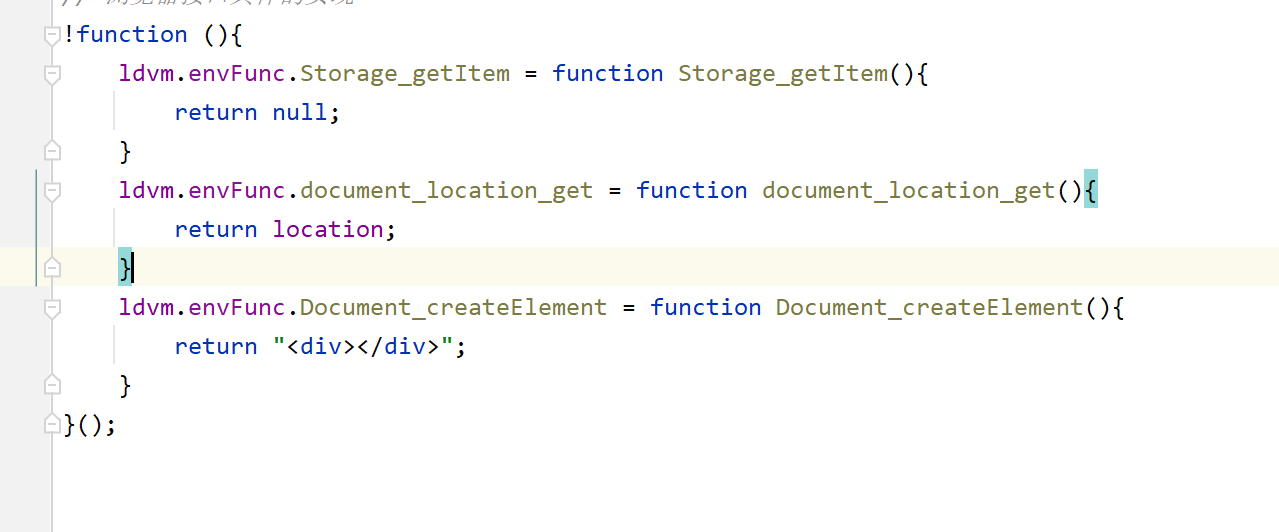 !function (){
    ldvm.envFunc.Storage_getItem = function Storage_getItem(){
        return null;
    }
    ldvm.envFunc.document_location_get = function document_location_get(){
        return location;
    }
    ldvm.envFunc.Document_createElement = function Document_createElement(){
        return "<div></div>";
    }
}();